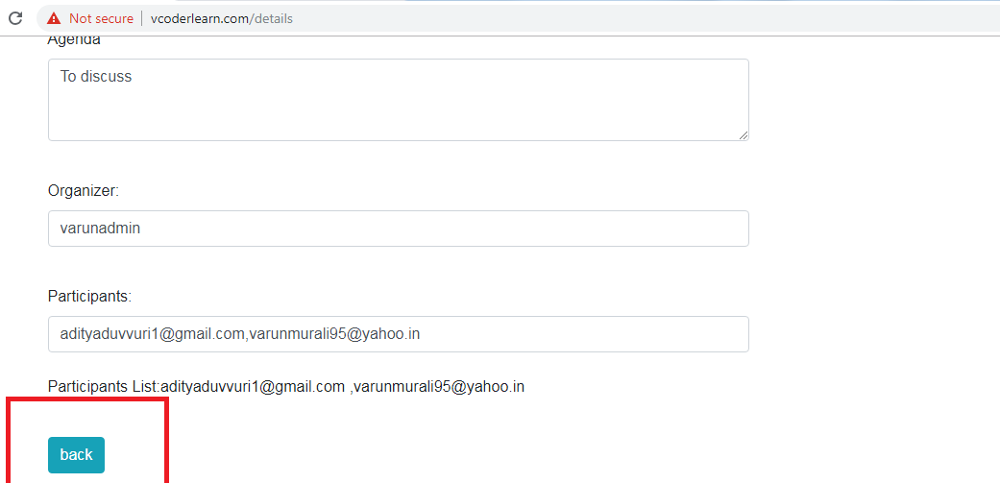 Not secure | vcoderlearn.com/details
Agenda
To discuss
Organizer:
varunadmin
Participants:
adityaduvvuri1@gmail.com,varunmurali95@yahoo.in
Participants List:adityaduvvuri1@gmail.com ,varunmurali95@yahoo.in
back